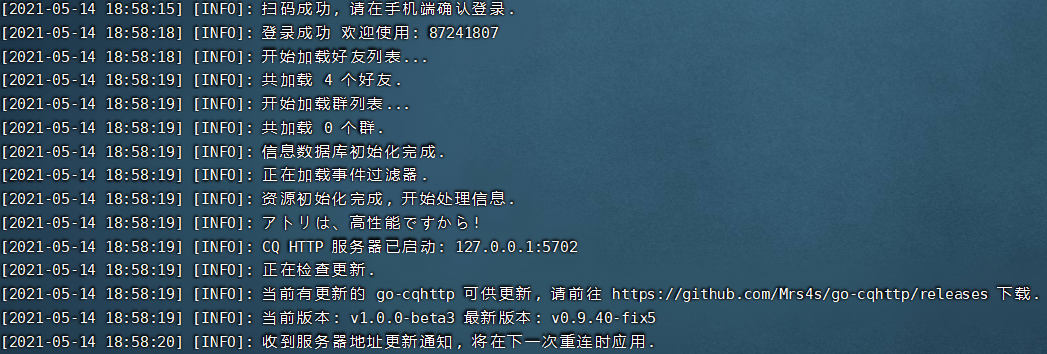 [2021-05-14 18:58:15] [INFO]: 扫码成功, 请在手机端确认登录.
[2021-05-14 18:58:18] [INFO]: 登录成功 欢迎使用: 87241807
[2021-05-14 18:58:18] [INFO]: 开始加载好友列表...
[2021-05-14 18:58:19] [INFO]: 共加载 4 个好友.
[2021-05-14 18:58:19] [INFO]: 开始加载群列表...
[2021-05-14 18:58:19] [INFO]: 共加载 0 个群.
[2021-05-14 18:58:19] [INFO]: 信息数据库初始化完成.
[2021-05-14 18:58:19] [INFO]: 正在加载事件过滤器.
[2021-05-14 18:58:19] [INFO]: 资源初始化完成, 开始处理信息.
[2021-05-14 18:58:19] [INFO]: アトリは、高性能ですから!
[2021-05-14 18:58:19] [INFO]: CQ HTTP 服务器已启动: 127.0.0.1:5702
[2021-05-14 18:58:19] [INFO]: 正在检查更新.
[2021-05-14 18:58:19] [INFO]: 当前有更新的 go-cqhttp 可供更新, 请前往 https://github.com/Mrs4s/go-cqhttp/releases 下载.
[2021-05-14 18:58:19] [INFO]: 当前版本: v1.0.0-beta3 最新版本: v0.9.40-fix5
[2021-05-14 18:58:20] [INFO]: 收到服务器地址更新通知, 将在下一次重连时应用.